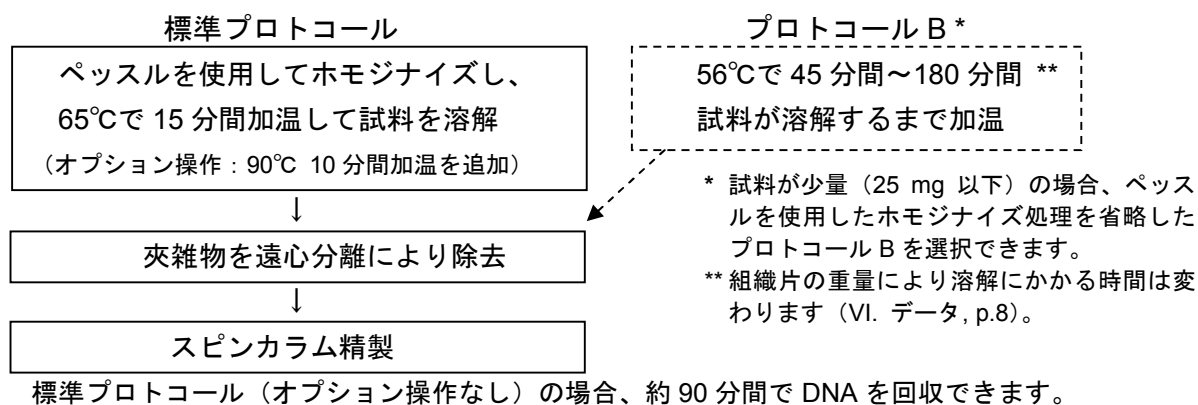 標準プロトコール
ペッスルを使用してホモジナイズし、
65℃で 15 分間加温して試料を溶解
（オプション操作：90℃ 10 分間加温を追加）
↓
夾雑物を遠心分離により除去
↓
スピンカラム精製
プロトコール B *
56℃で 45 分間～180 分間 **
試料が溶解するまで加温
* 試料が少量（25 mg 以下）の場合、ペッス
ルを使用したホモジナイズ処理を省略した
プロトコール B を選択できます。
** 組織片の重量により溶解にかかる時間は変
わります（VI. データ, p.8）。
標準プロトコール（オプション操作なし）の場合、約 90 分間で DNA を回収できます。